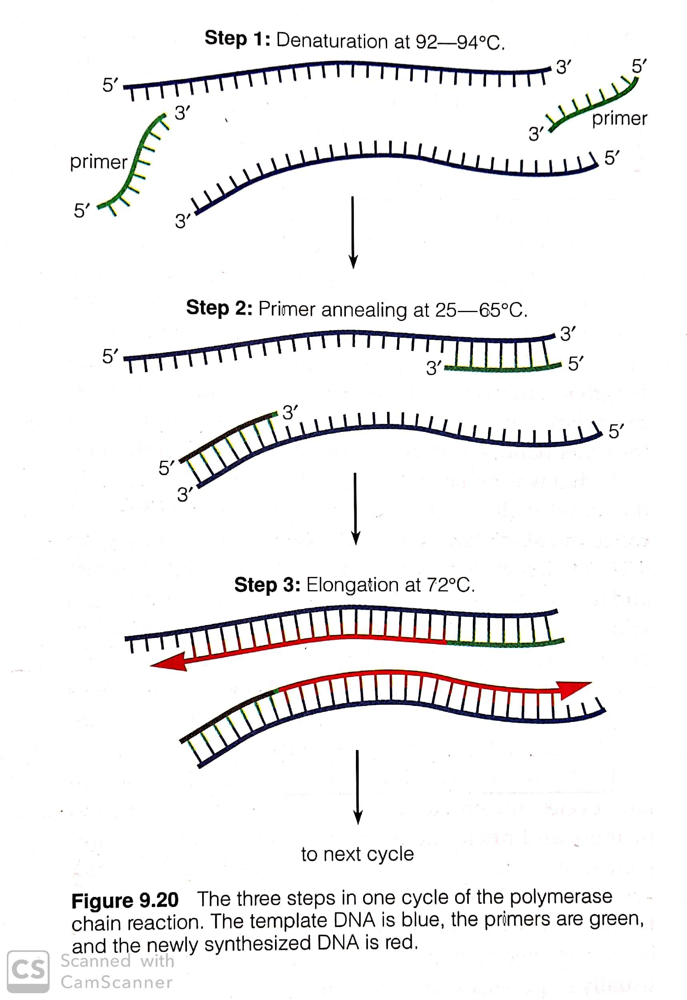 Step 1: Denaturation at 92—94°C.
5′
3′
5′
3′
primer
3′
primer
5′
5′
3′
Step 2: Primer annealing at 25—65°C.
3′
5′
3′
5′
3′
5′
5′
3′
Step 3: Elongation at 72°C.
to next cycle
Figure 9.20 The three steps in one cycle of the polymerase
chain reaction. The template DNA is blue, the primers are green,
and the newly synthesized DNA is red.
CS
Scanned with
CamScanner